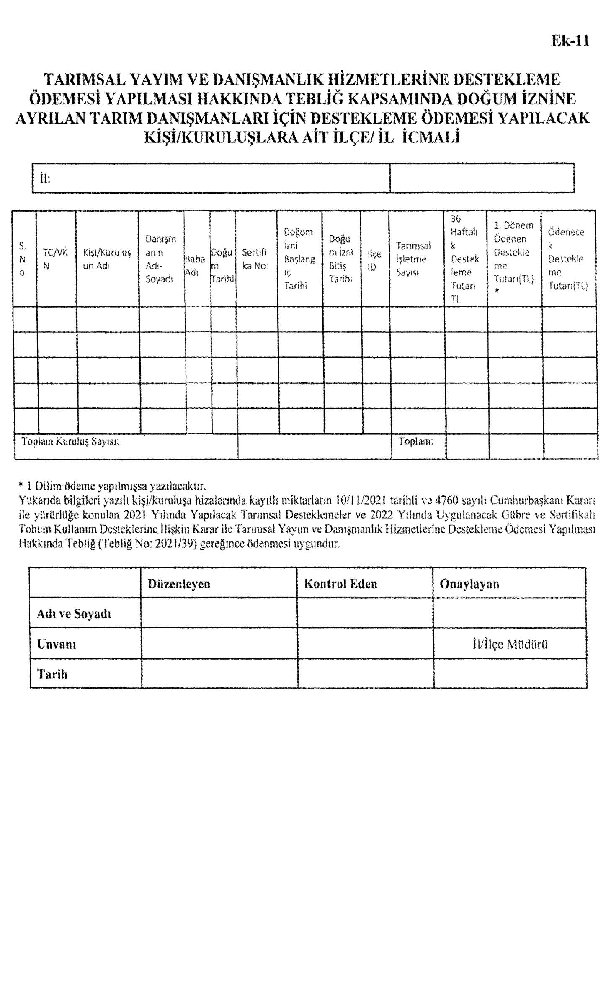 Ek-11
TARIMSAL YAYIM VE DANIŞMANLIK HİZMETLERİNE DESTEKLEME
ÖDEMESİ YAPILMASI HAKKINDA TEBLİĞ KAPSAMINDA DOĞUM İZNİNE
AYRILAN TARIM DANIŞMANLARI İÇİN DESTEKLEME ÖDEMESİ YAPILACAK
KİŞİ/KURULUŞLARA AİT İLÇE/ İL İCMALİ
İl:
S.
N
o
TC/VK
N
Kişi/Kuruluş
un Adı
Danışm
anın
Adı-
Soyadı
Baba
Adı
Doğu
m
Tarihi
Sertifi
ka No:
Doğum
İzni
Başlang
ıç
Tarihi
Doğu
m İzni
Bitiş
Tarihi
İlçe
ID
Tarımsal
İşletme
Sayısı
36
Haftalı
k
Destek
leme
Tutarı
TL
1. Dönem
Ödenen
Destekle
me
Tutarı(TL)
*
Ödenece
k
Destekle
me
Tutarı(TL)
Toplam Kuruluş Sayısı:
Toplam:
* 1 Dilim ödeme yapılmışsa yazılacaktır.
Yukarıda bilgileri yazılı kişi/kuruluşa hizalarında kayıtlı miktarların 10/11/2021 tarihli ve 4760 sayılı Cumhurbaşkanı Kararı
ile yürürlüğe konulan 2021 Yılında Yapılacak Tarımsal Desteklemeler ve 2022 Yılında Uygulanacak Gübre ve Sertifikalı
Tohum Kullanım Desteklerine İlişkin Karar ile Tarımsal Yayım ve Danışmanlık Hizmetlerine Destekleme Ödemesi Yapılması
Hakkında Tebliğ (Tebliğ No: 2021/39) gereğince ödenmesi uygundur.
Düzenleyen
Kontrol Eden
Onaylayan
Adı ve Soyadı
Unvanı
İl/İlçe Müdürü
Tarih